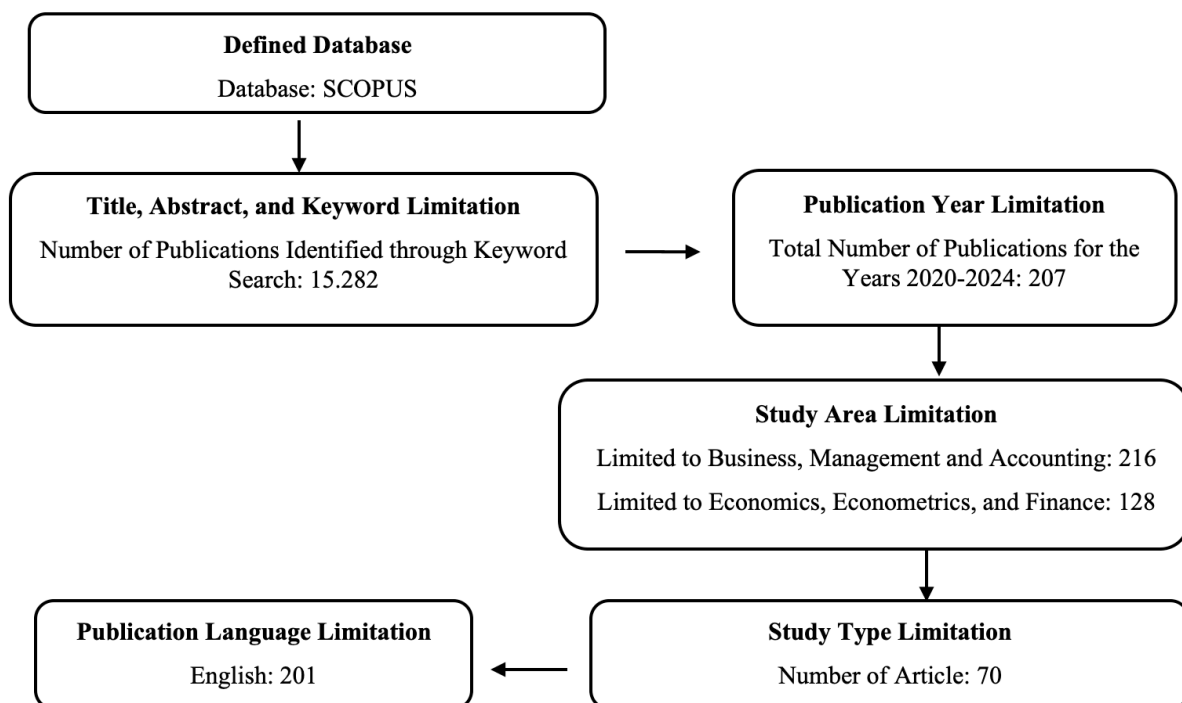 Defined Database
Database: SCOPUS
Title, Abstract, and Keyword Limitation
Number of Publications Identified through Keyword
Search: 15.282
Publication Year Limitation
Total Number of Publications for the
Years 2020-2024: 207
Study Area Limitation
Limited to Business, Management and Accounting: 216
Limited to Economics, Econometrics, and Finance: 128
Study Type Limitation
Number of Article: 70
Publication Language Limitation
English: 201